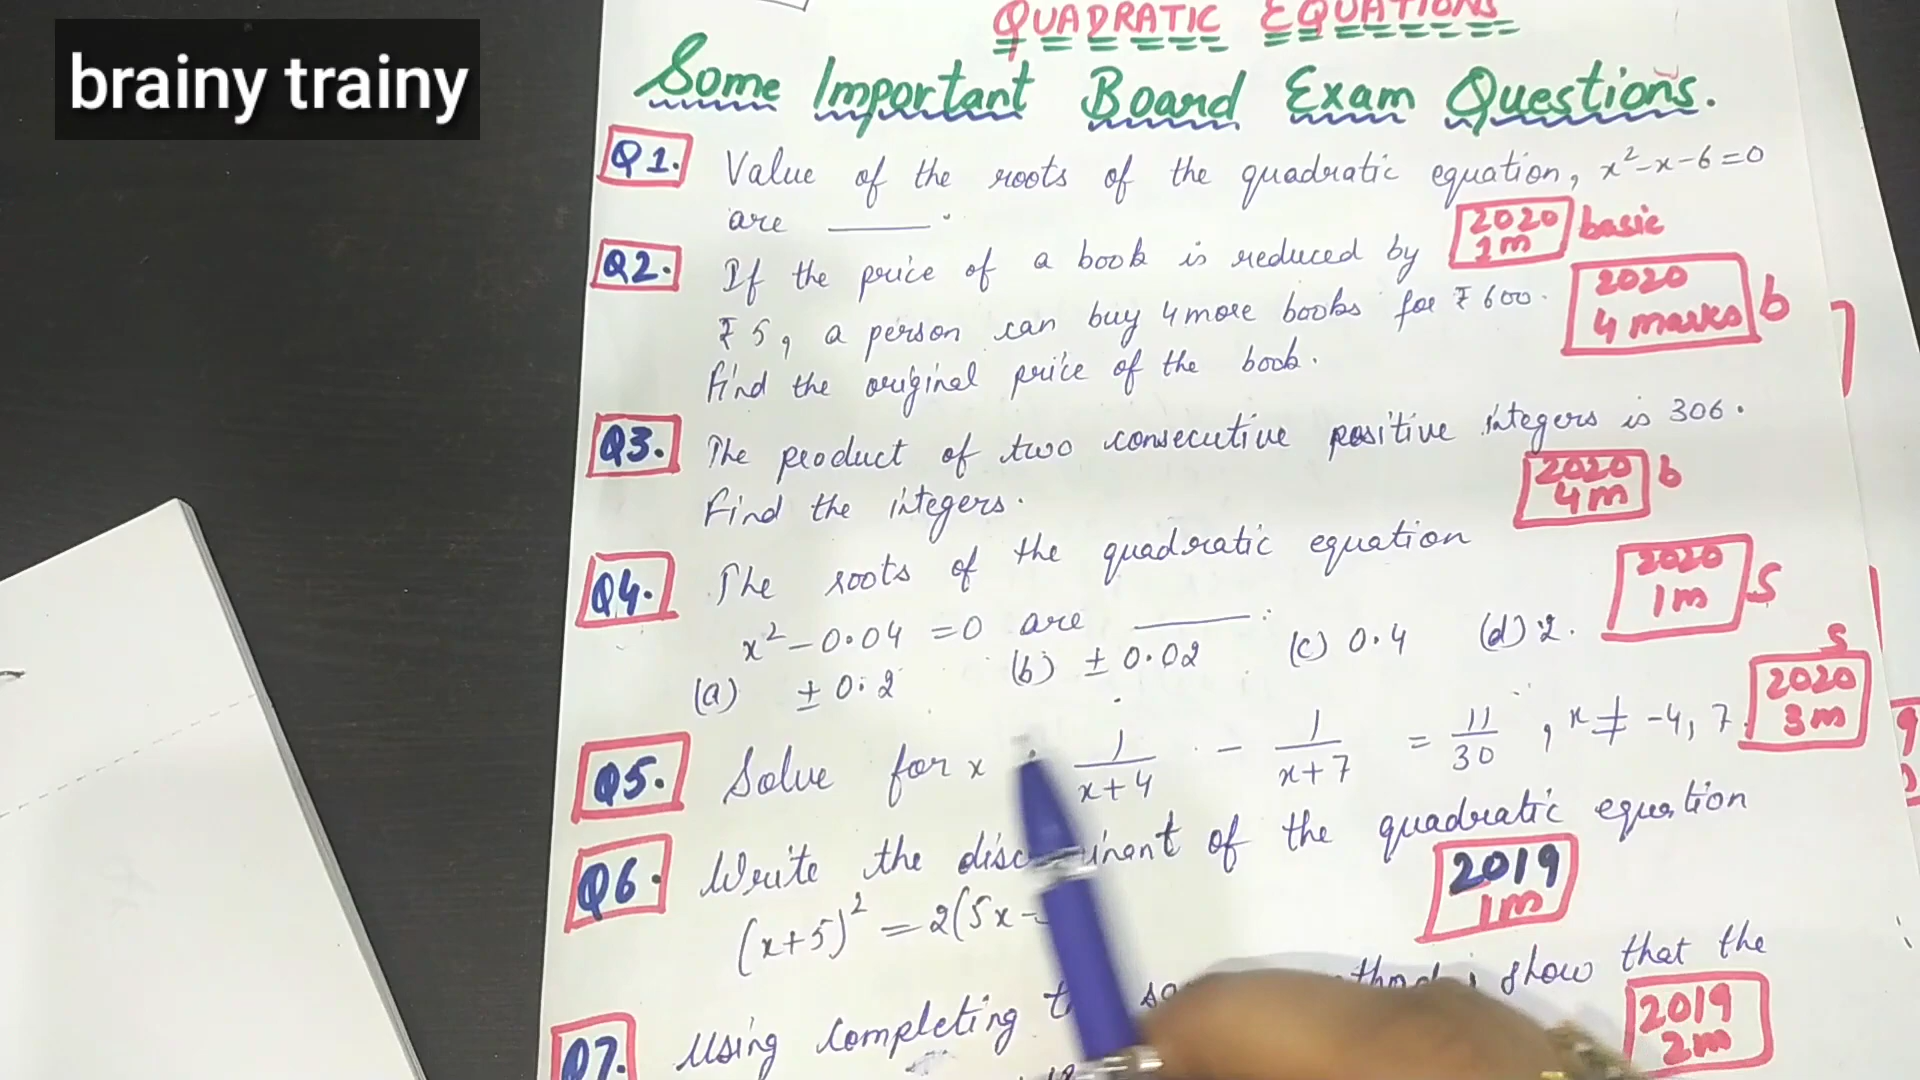 brainy trainy
QUADRATIC EQUATIONS
Some Important Board Exam Questions.
Q1. Value of the roots of the quadratic equation, x²-x-6=0
are ______.
2020
1m
basic
Q2. If the price of a book is reduced by
₹ 5, a person can buy 4 more books for ₹ 600.
Find the original price of the book.
2020
4 marks
b
Q3. The product of two consecutive positive integers is 306.
Find the integers.
2020
4m
b
Q4. The roots of the quadratic equation
x² - 0.04 = 0 are ______.
(a) ± 0.2 (b) ± 0.02 (c) 0.4 (d) 2.
2020
1m
S
Q5. Solve for x 1/(x+4) - 1/(x+7) = 11/30, x ≠ -4, 7.
S
2020
3m
Q6. Write the of the quadratic equation
(x+5)² = 2(5x-
2019
1m
Q7. Using completing show that the
2019
2m